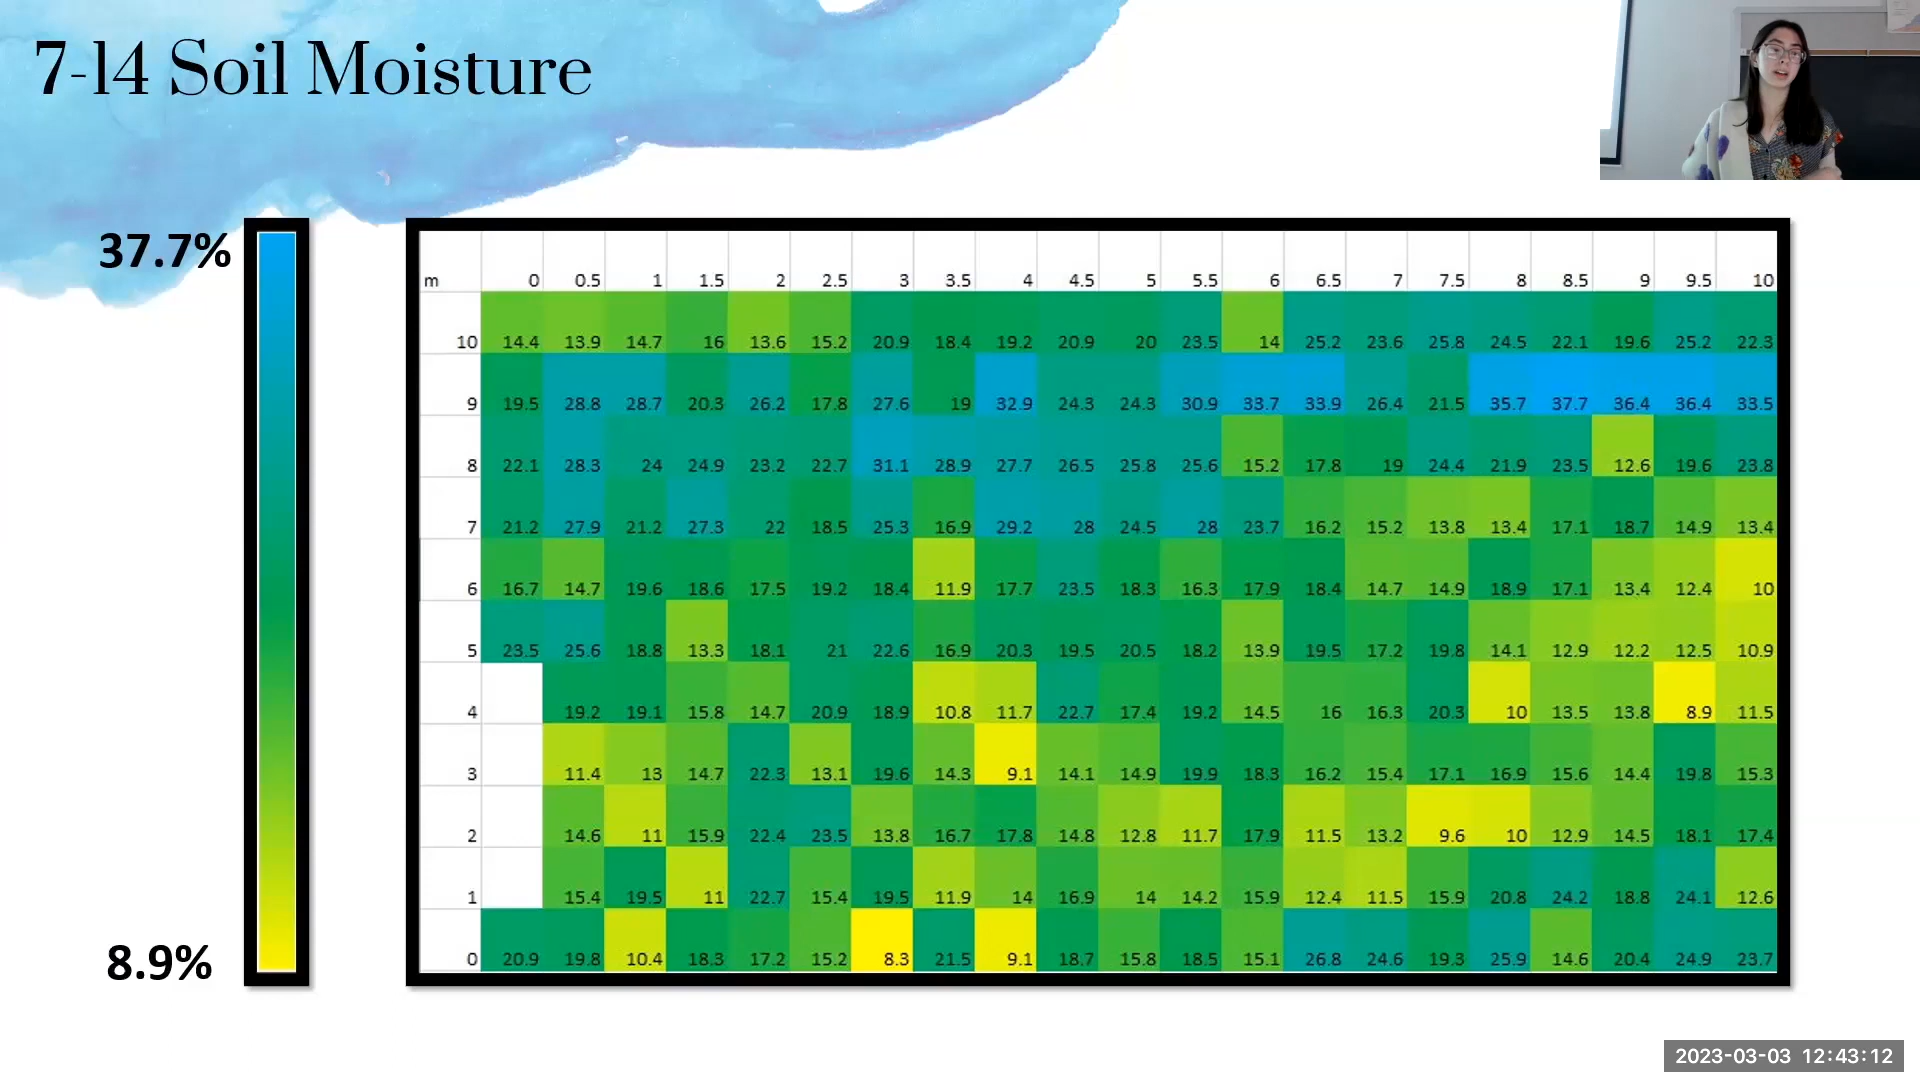 7-14 Soil Moisture
37.7%
8.9%
m 0 0.5 1 1.5 2 2.5 3 3.5 4 4.5 5 5.5 6 6.5 7 7.5 8 8.5 9 9.5 10
10 14.4 13.9 14.7 16 13.6 15.2 20.9 18.4 19.2 20.9 20 23.5 14 25.2 23.6 25.8 24.5 22.1 19.6 25.2 22.3
9 19.5 28.8 28.7 20.3 26.2 17.8 27.6 19 32.9 24.3 24.3 30.9 33.7 33.9 26.4 21.5 35.7 37.7 36.4 36.4 33.5
8 22.1 28.3 24 24.9 23.2 22.7 31.1 28.9 27.7 26.5 25.8 25.6 15.2 17.8 19 24.4 21.9 23.5 12.6 19.6 23.8
7 21.2 27.9 21.2 27.3 22 18.5 25.3 16.9 29.2 28 24.5 28 23.7 16.2 15.2 13.8 13.4 17.1 18.7 14.9 13.4
6 16.7 14.7 19.6 18.6 17.5 19.2 18.4 11.9 17.7 23.5 18.3 16.3 17.9 18.4 14.7 14.9 18.9 17.1 13.4 12.4 10
5 23.5 25.6 18.8 13.3 18.1 21 22.6 16.9 20.3 19.5 20.5 18.2 13.9 19.5 17.2 19.8 14.1 12.9 12.2 12.5 10.9
4 19.2 19.1 15.8 14.7 20.9 18.9 10.8 11.7 22.7 17.4 19.2 14.5 16 16.3 20.3 10 13.5 13.8 8.9 11.5
3 11.4 13 14.7 22.3 13.1 19.6 14.3 9.1 14.1 14.9 19.9 18.3 16.2 15.4 17.1 16.9 15.6 14.4 19.8 15.3
2 14.6 11 15.9 22.4 23.5 13.8 16.7 17.8 14.8 12.8 11.7 17.9 11.5 13.2 9.6 10 12.9 14.5 18.1 17.4
1 15.4 19.5 11 22.7 15.4 19.5 11.9 14 16.9 14 14.2 15.9 12.4 11.5 15.9 20.8 24.2 18.8 24.1 12.6
0 20.9 19.8 10.4 18.3 17.2 15.2 8.3 21.5 9.1 18.7 15.8 18.5 15.1 26.8 24.6 19.3 25.9 14.6 20.4 24.9 23.7
2023-03-03 12:43:12